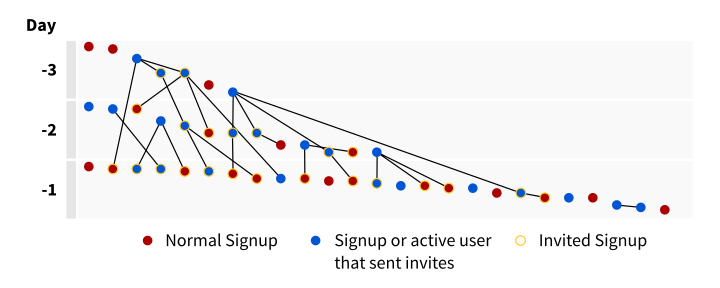 Day
-3
-2
-1
Normal Signup
Signup or active user
that sent invites
Invited Signup